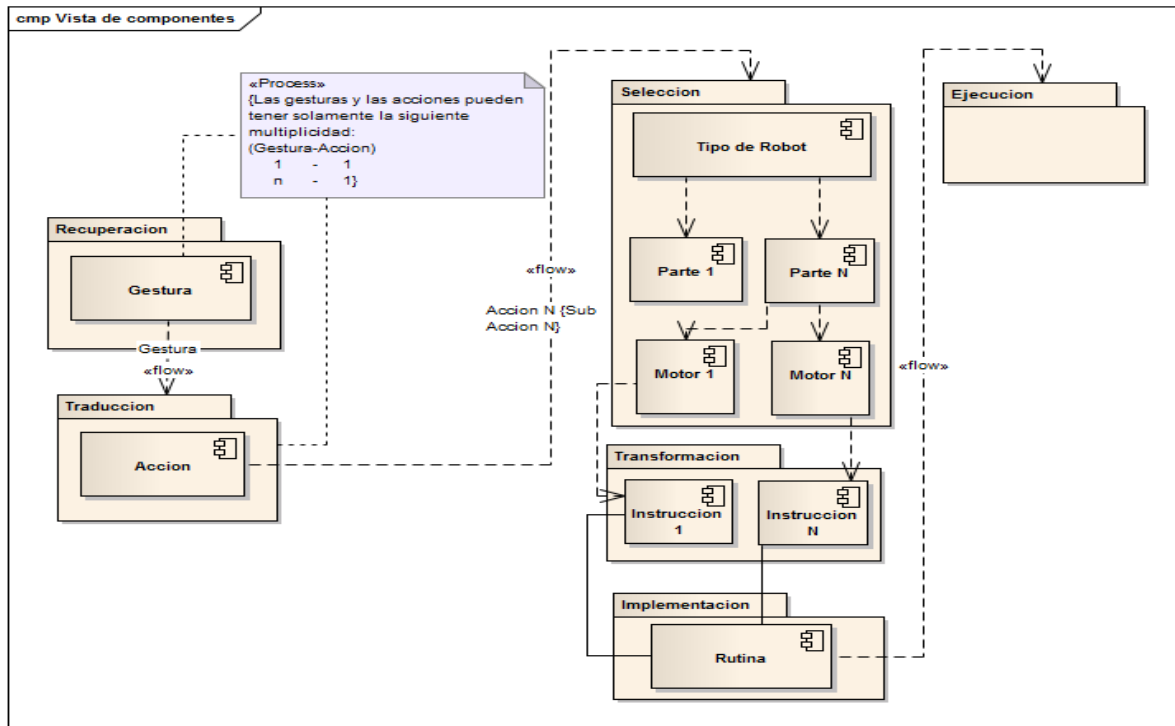 cmp Vista de componentes
«Process»
{Las gesturas y las acciones pueden
tener solamente la siguiente
multiplicidad:
(Gestura-Accion)
1 - 1
n - 1}
Recuperacion
Gestura
Gestura
«flow»
Traduccion
Accion
«flow»
Accion N {Sub
Accion N}
Seleccion
Tipo de Robot
Parte 1
Parte N
Motor 1
Motor N
Transformacion
Instruccion
1
Instruccion
N
Implementacion
Rutina
«flow»
Ejecucion